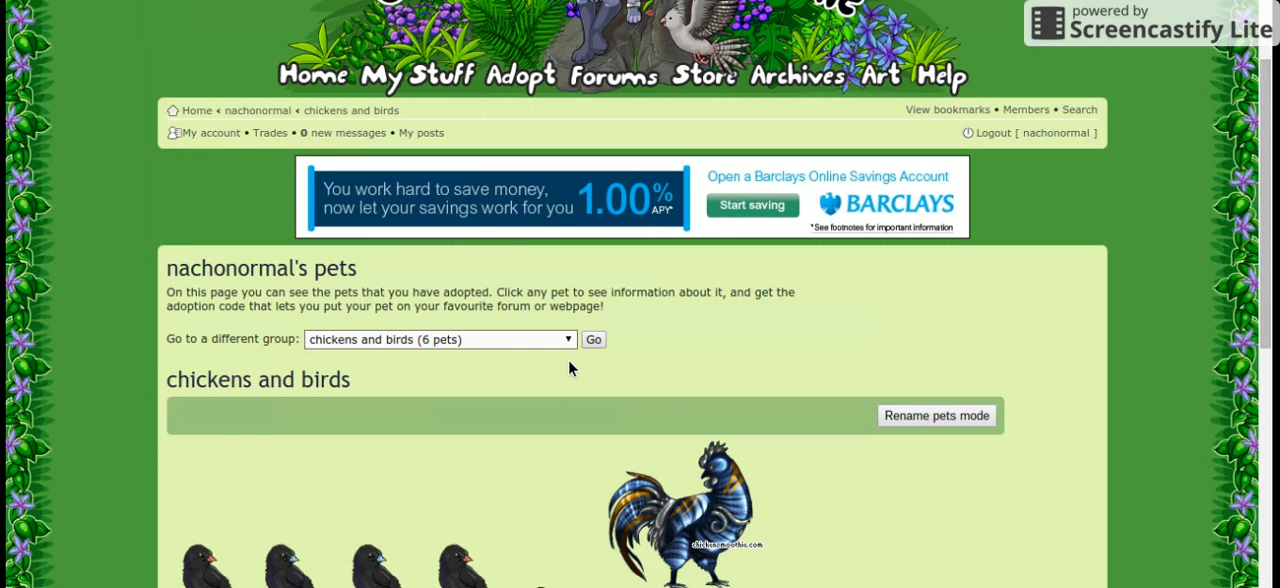 powered by
Screencastify Lite
Home My Stuff Adopt Forums Store Archives Art Help
Home ‹ nachonormal ‹ chickens and birds
View bookmarks • Members • Search
My account • Trades • 0 new messages • My posts
Logout [ nachonormal ]
You work hard to save money,
now let your savings work for you
1.00% APY*
Open a Barclays Online Savings Account
Start saving
BARCLAYS
*See footnotes for important information
nachonormal's pets
On this page you can see the pets that you have adopted. Click any pet to see information about it, and get the
adoption code that lets you put your pet on your favourite forum or webpage!
Go to a different group: chickens and birds (6 pets) Go
chickens and birds
Rename pets mode
chickensmoothie.com